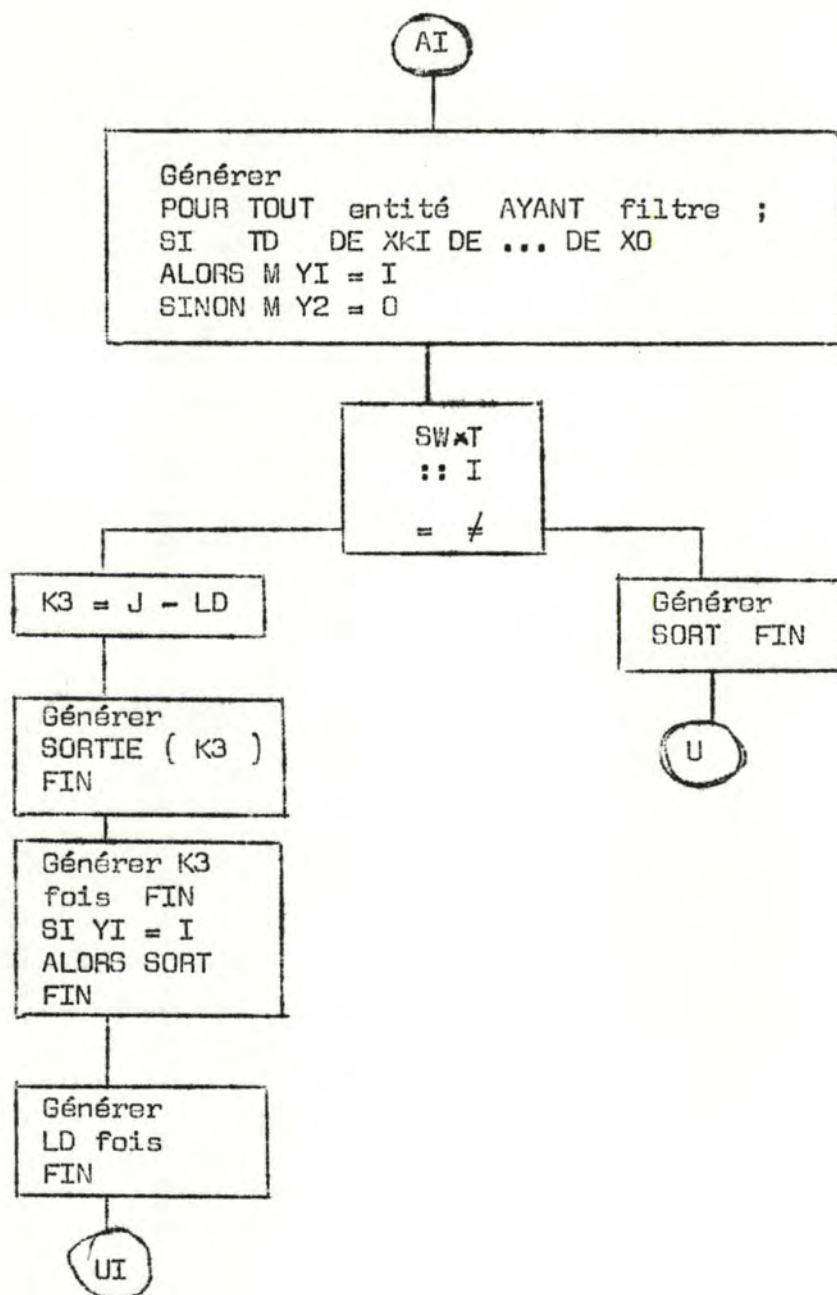 AI
Générer
POUR TOUT entité AYANT filtre ;
SI TD DE XkI DE ... DE XO
ALORS M YI = I
SINON M Y2 = O
SW*T
:: I
= ≠
K3 = J - LD
Générer
SORT FIN
Générer
SORTIE ( K3 )
FIN
U
Générer K3
fois FIN
SI YI = I
ALORS SORT
FIN
Générer
LD fois
FIN
UI